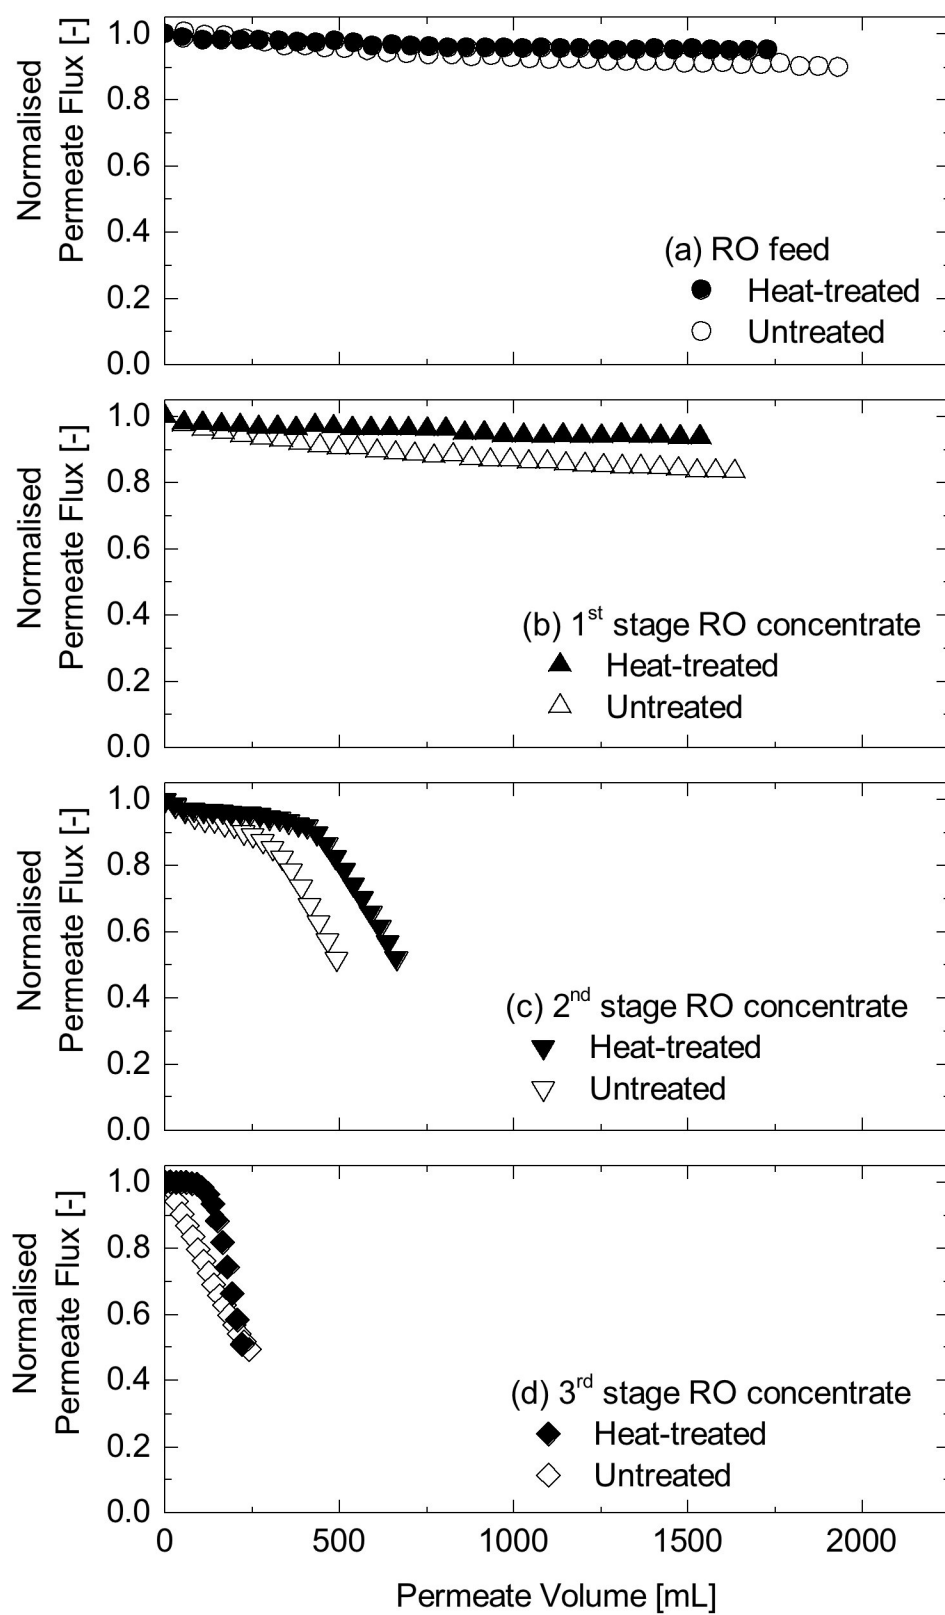 Normalised
Permeate Flux [-]
1.0
0.8
0.6
0.4
0.2
0.0
(a) RO feed
Heat-treated
Untreated
Normalised
Permeate Flux [-]
1.0
0.8
0.6
0.4
0.2
0.0
(b) 1st stage RO concentrate
Heat-treated
Untreated
Normalised
Permeate Flux [-]
1.0
0.8
0.6
0.4
0.2
0.0
(c) 2nd stage RO concentrate
Heat-treated
Untreated
Normalised
Permeate Flux [-]
1.0
0.8
0.6
0.4
0.2
0.0
(d) 3rd stage RO concentrate
Heat-treated
Untreated
0 500 1000 1500 2000
Permeate Volume [mL]